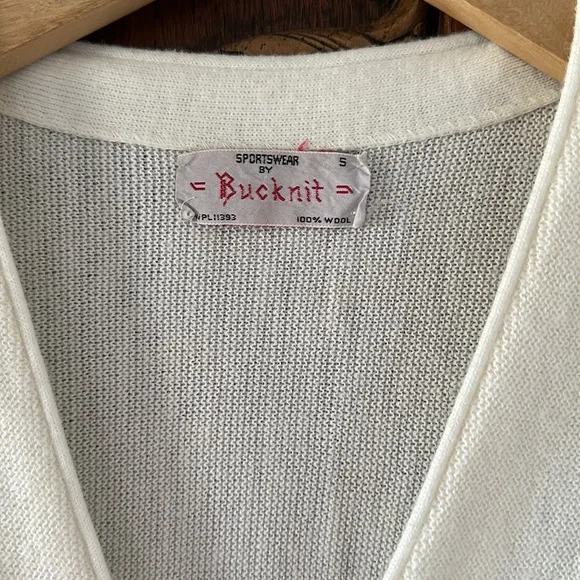 SPORTSWEAR S
BY
= Bucknit =
WPL11393 100% WOOL